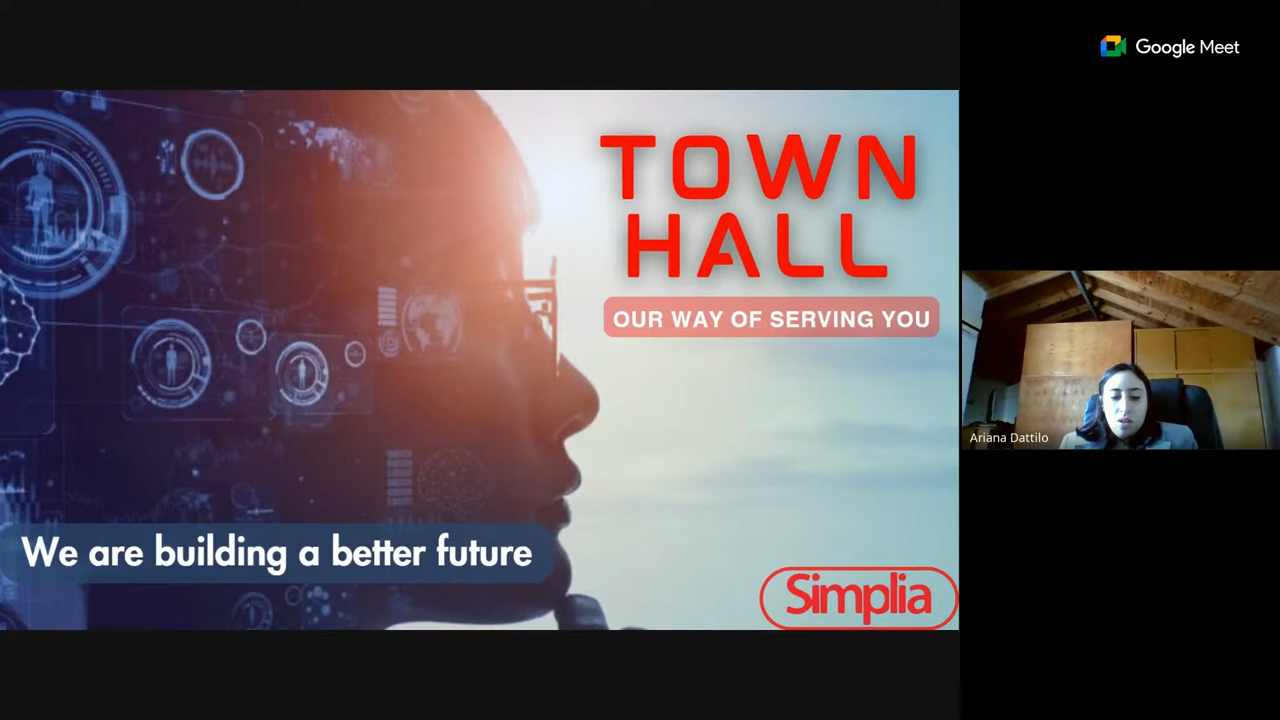 Google Meet
TOWN
HALL
OUR WAY OF SERVING YOU
Ariana Dattilo
We are building a better future
Simplia